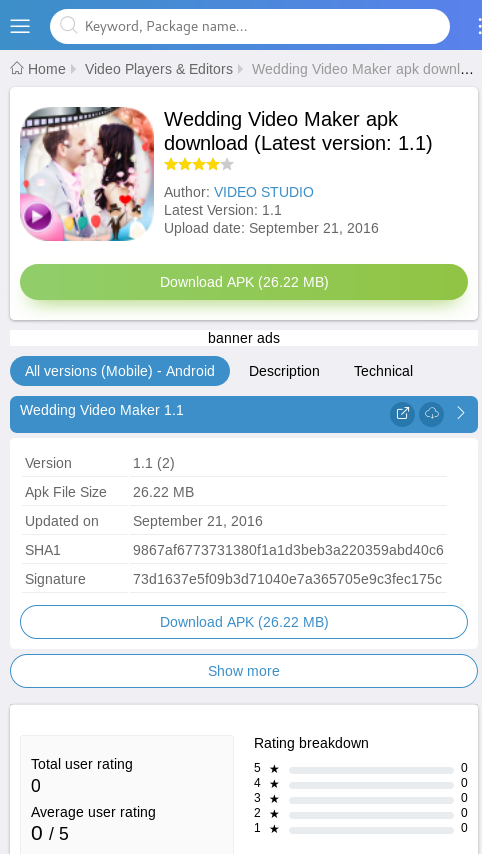 Keyword, Package name...
Home Video Players & Editors Wedding Video Maker apk downl...
Wedding Video Maker apk
download (Latest version: 1.1)
Author: VIDEO STUDIO
Latest Version: 1.1
Upload date: September 21, 2016
Download APK (26.22 MB)
banner ads
All versions (Mobile) - Android Description Technical
Wedding Video Maker 1.1
Version 1.1 (2)
Apk File Size 26.22 MB
Updated on September 21, 2016
SHA1 9867af6773731380f1a1d3beb3a220359abd40c6
Signature 73d1637e5f09b3d71040e7a365705e9c3fec175c
Download APK (26.22 MB)
Show more
Total user rating
0
Average user rating
0 / 5
Rating breakdown
5 ★ 0
4 ★ 0
3 ★ 0
2 ★ 0
1 ★ 0